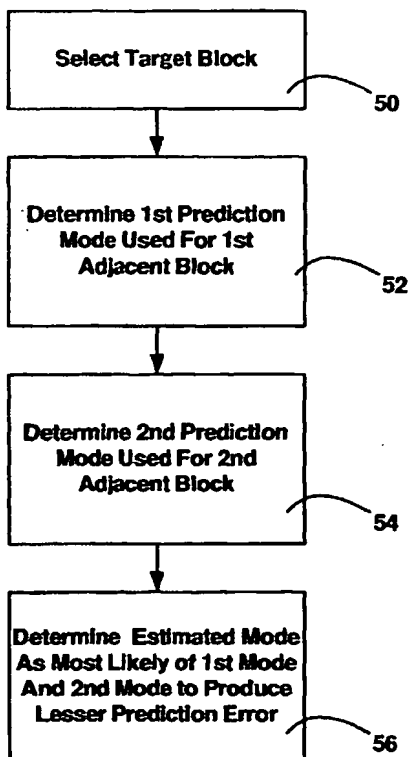 Select Target Block
50
Determine 1st Prediction
Mode Used For 1st
Adjacent Block
52
Determine 2nd Prediction
Mode Used For 2nd
Adjacent Block
54
Determine Estimated Mode
As Most Likely of 1st Mode
And 2nd Mode to Produce
Lesser Prediction Error
56